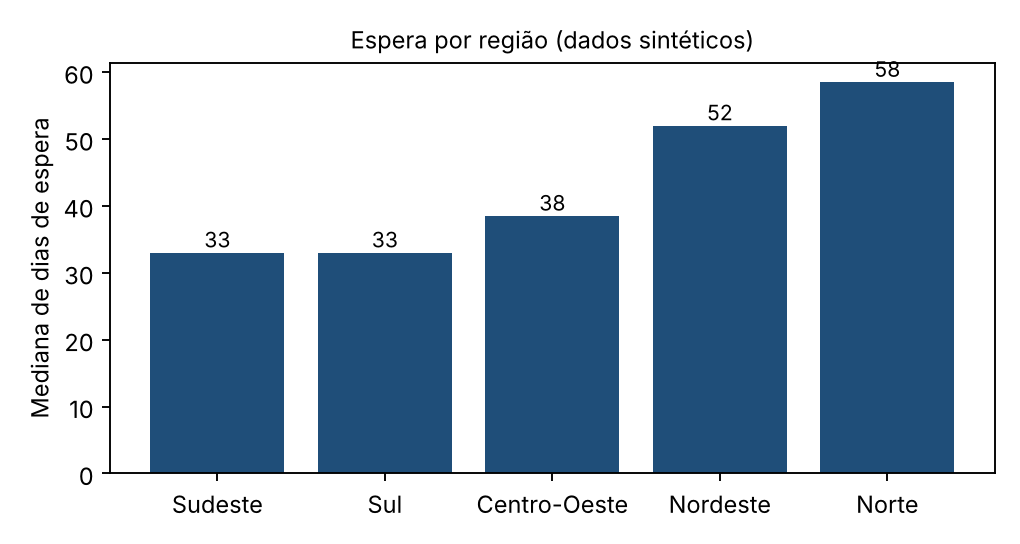 Espera por região (dados sintéticos)
Mediana de dias de espera
60
50
40
30
20
10
0
33
33
38
52
58
Sudeste
Sul
Centro-Oeste
Nordeste
Norte